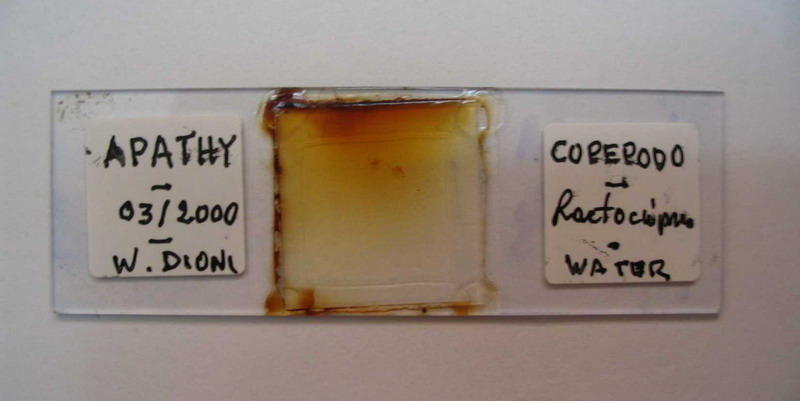 APATHY
03/2000
W. DIONI
COPEPODO
WATER